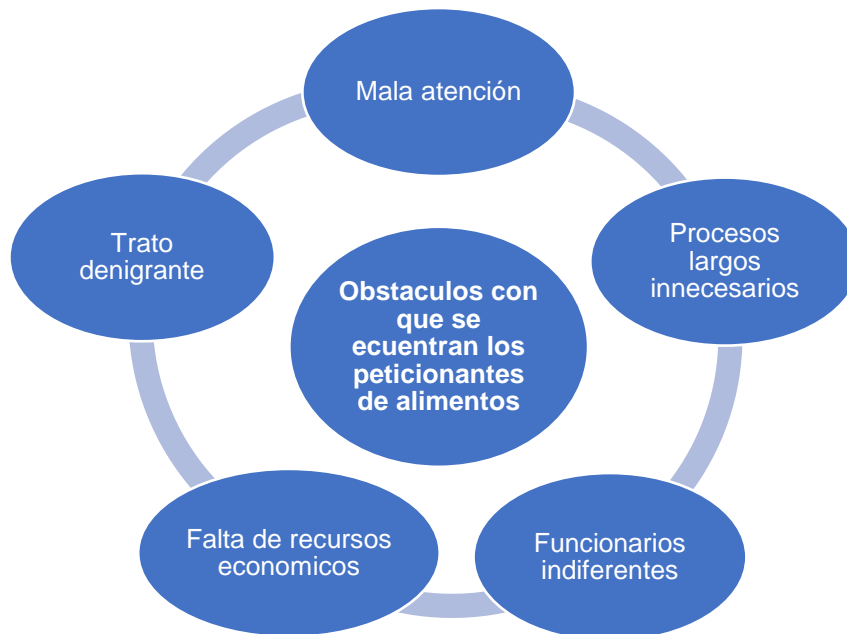 Mala atención
Procesos
largos
innecesarios
Trato
denigrante
Obstaculos con
que se
ecuentran los
peticionantes
de alimentos
Falta de recursos
economicos
Funcionarios
indiferentes